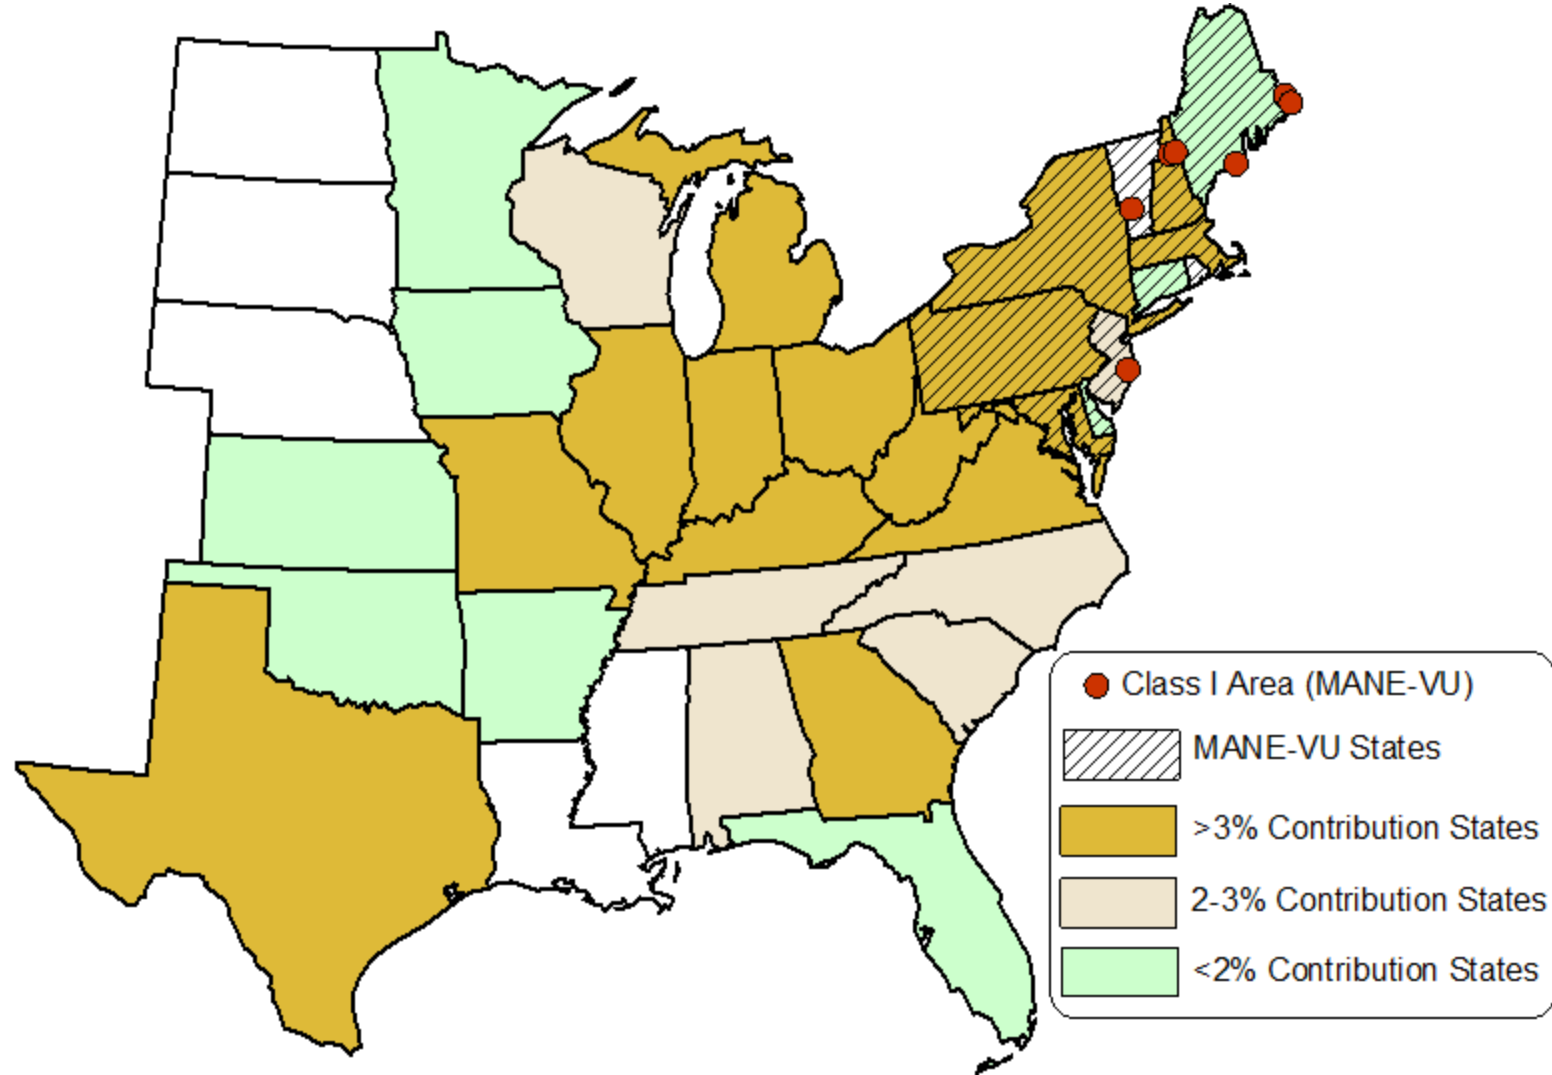 Class I Area (MANE-VU)
MANE-VU States
>3% Contribution States
2-3% Contribution States
<2% Contribution States